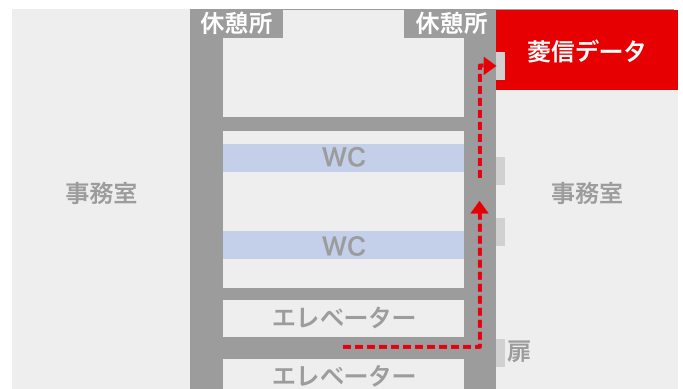 休憩所
休憩所
菱信データ
WC
事務室
事務室
WC
エレベーター
扉
エレベーター